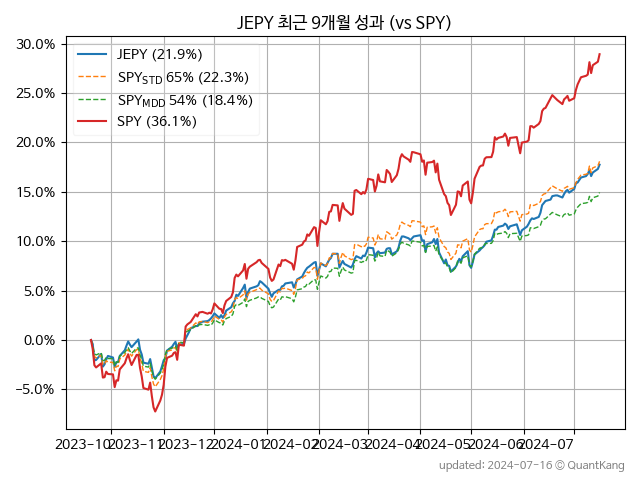 JEPY 최근 9개월 성과 (vs SPY)
30.0%
25.0%
20.0%
15.0%
10.0%
5.0%
0.0%
−5.0%
JEPY (21.9%)
SPY_STD 65% (22.3%)
SPY_MDD 54% (18.4%)
SPY (36.1%)
2023-10 2023-11 2023-12 2024-01 2024-02 2024-03 2024-04 2024-05 2024-06 2024-07
updated: 2024-07-16 © QuantKang